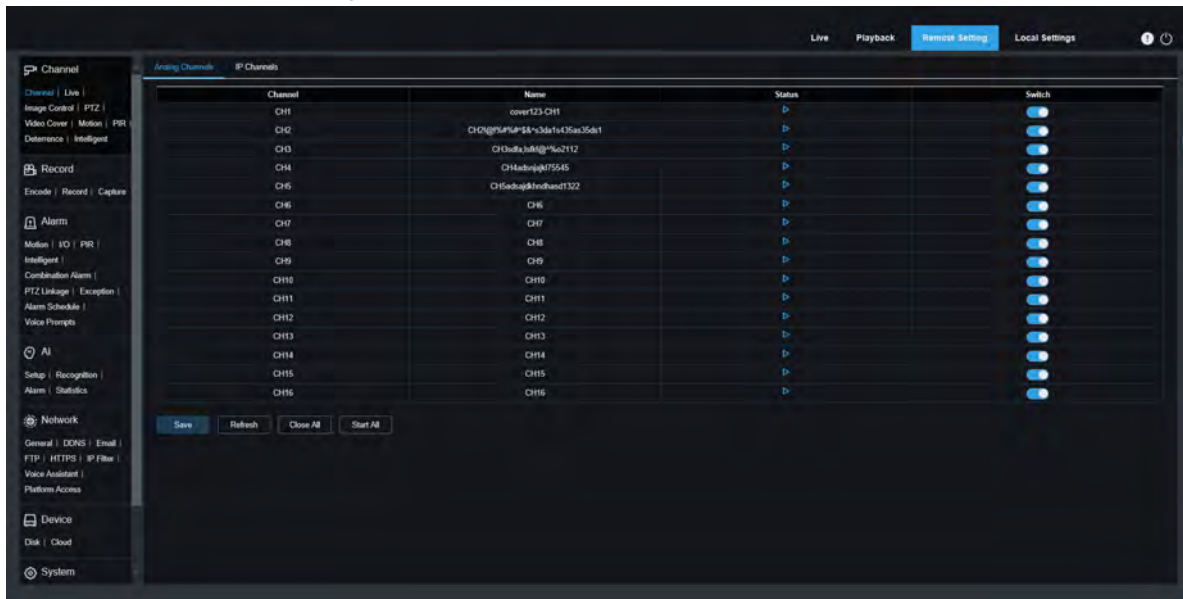 Live Playback Remote Setting Local Settings
Channel
Channel | Live |
Image Control | PTZ |
Video Cover | Motion | PIR |
Deterrence | Intelligent
Record
Encode | Record | Capture
Alarm
Motion | I/O | PIR |
Intelligent |
Combination Alarm |
PTZ Linkage | Exception |
Alarm Schedule |
Voice Prompts
AI
Setup | Recognition |
Alarm | Statistics
Network
General | DDNS | Email |
FTP | HTTPS | IP Filter |
Voice Assistant |
Platform Access
Device
Disk | Cloud
System
Analog Channels IP Channels
Channel Name Status Switch
CH1 cover123-CH1
CH2
CH3
CH4
CH5
CH6 CH6
CH7 CH7
CH8 CH8
CH9 CH9
CH10 CH10
CH11 CH11
CH12 CH12
CH13 CH13
CH14 CH14
CH15 CH15
CH16 CH16
Save Refresh Close All Start All